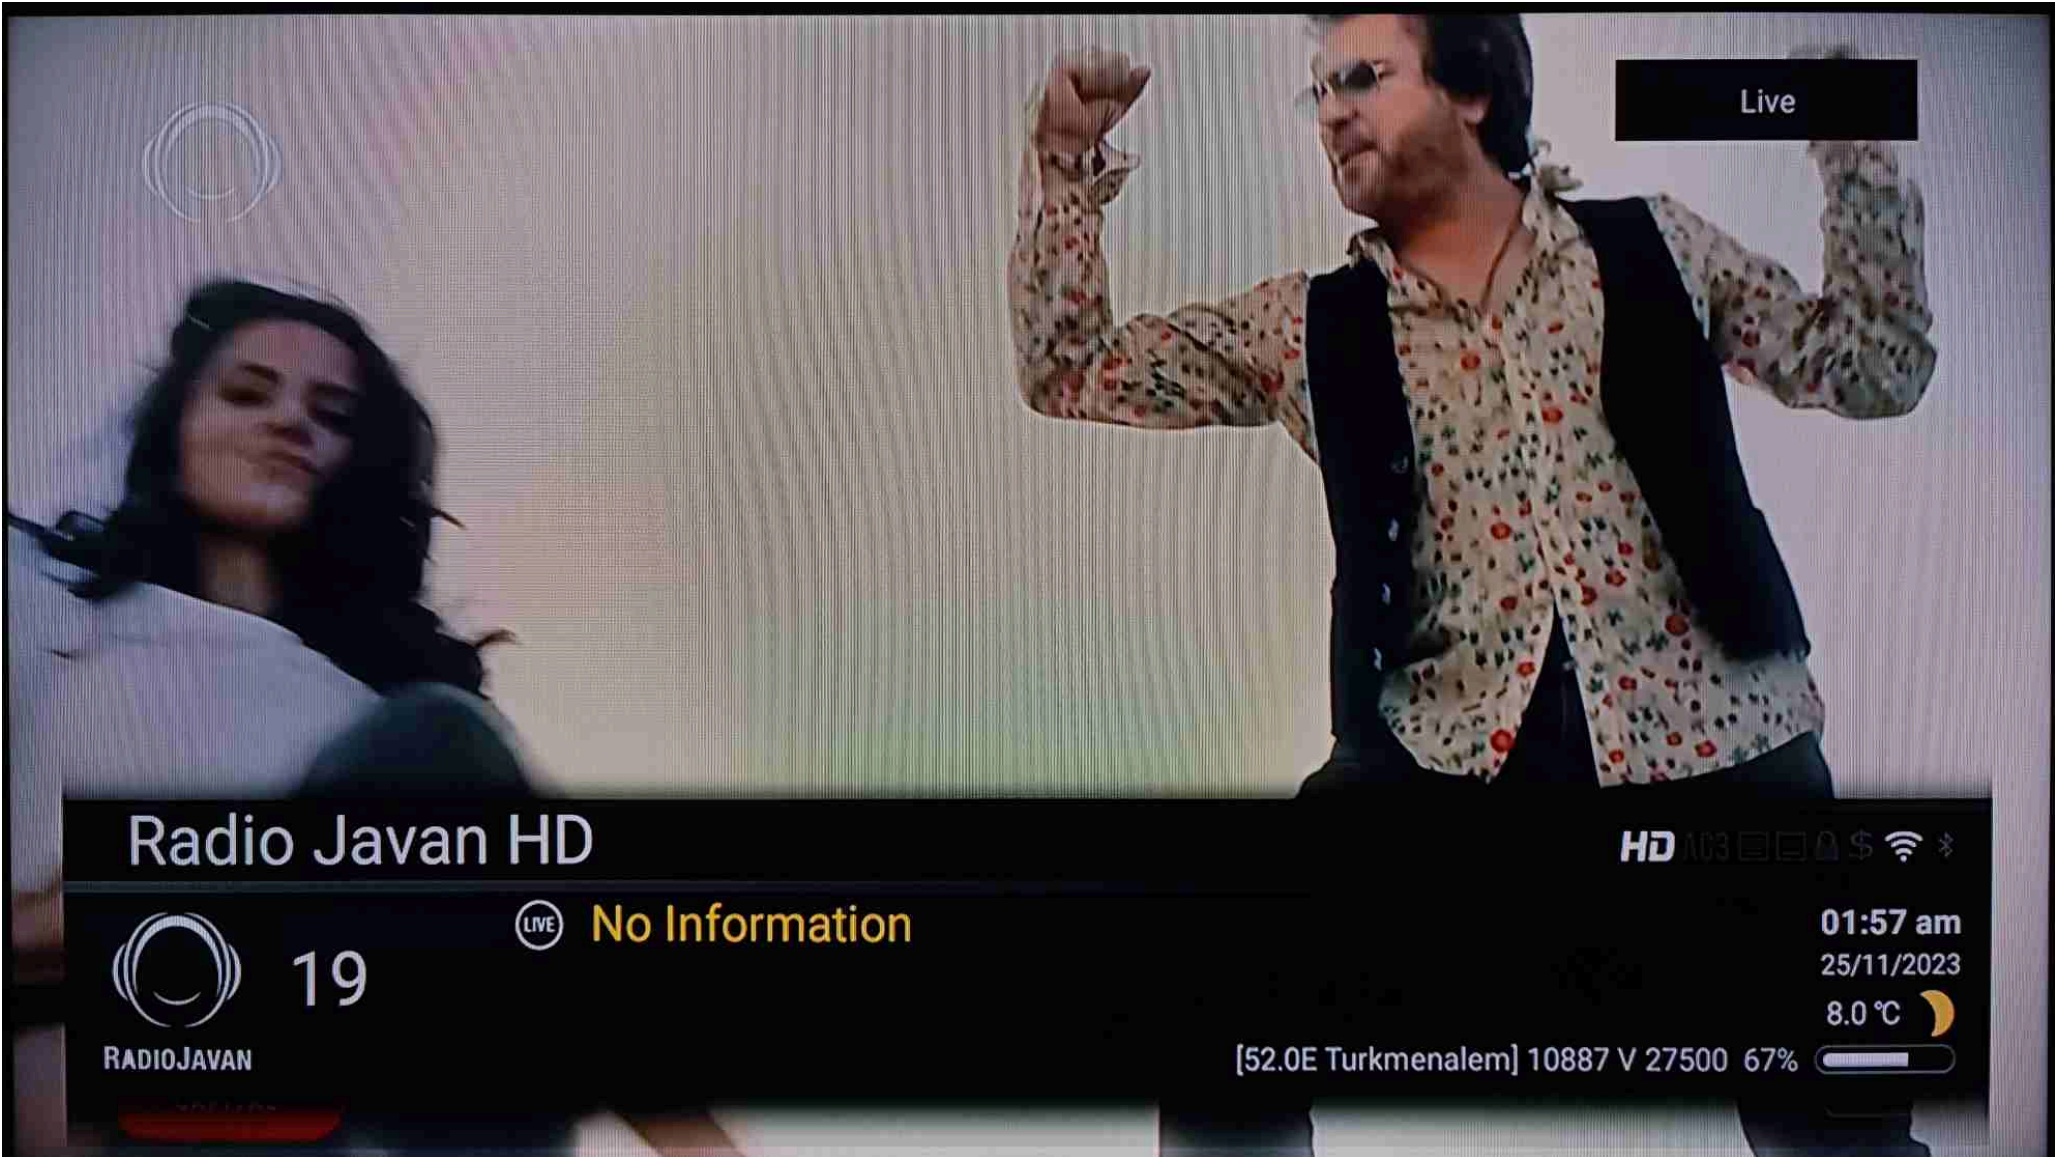 Live
Radio Javan HD
HD AC3 $
LIVE No Information
19
RADIOJAVAN
01:57 am
25/11/2023
8.0 °C
[52.0E Turkmenalem] 10887 V 27500 67%